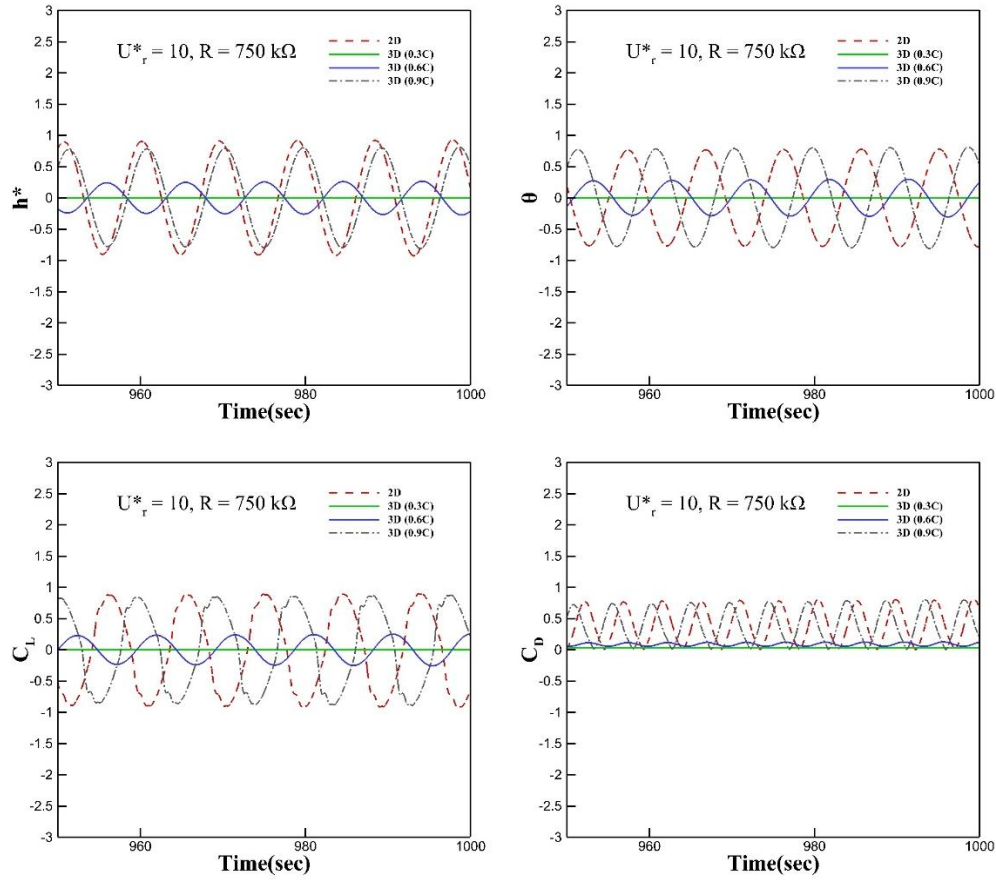 3
2.5
2
1.5
1
0.5
0
-0.5
-1
-1.5
-2
-2.5
-3
h*
U*r = 10, R = 750 kΩ
2D
3D (0.3C)
3D (0.6C)
3D (0.9C)
960
980
1000
Time(sec)
3
2.5
2
1.5
1
0.5
0
-0.5
-1
-1.5
-2
-2.5
-3
θ
U*r = 10, R = 750 kΩ
2D
3D (0.3C)
3D (0.6C)
3D (0.9C)
960
980
1000
Time(sec)
3
2.5
2
1.5
1
0.5
0
-0.5
-1
-1.5
-2
-2.5
-3
CL
U*r = 10, R = 750 kΩ
2D
3D (0.3C)
3D (0.6C)
3D (0.9C)
960
980
1000
Time(sec)
3
2.5
2
1.5
1
0.5
0
-0.5
-1
-1.5
-2
-2.5
-3
CD
U*r = 10, R = 750 kΩ
2D
3D (0.3C)
3D (0.6C)
3D (0.9C)
960
980
1000
Time(sec)